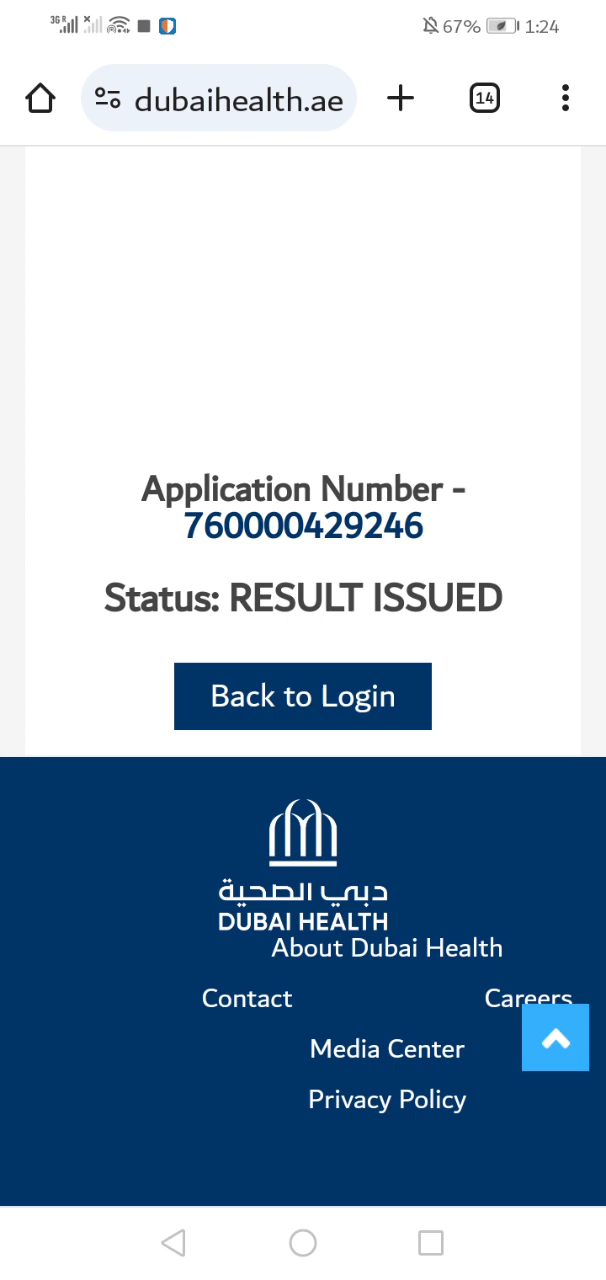 3G R 67% 1:24
dubaihealth.ae 14
Application Number -
760000429246
Status: RESULT ISSUED
Back to Login
دبي الصحية
DUBAI HEALTH
About Dubai Health
Contact Careers
Media Center
Privacy Policy